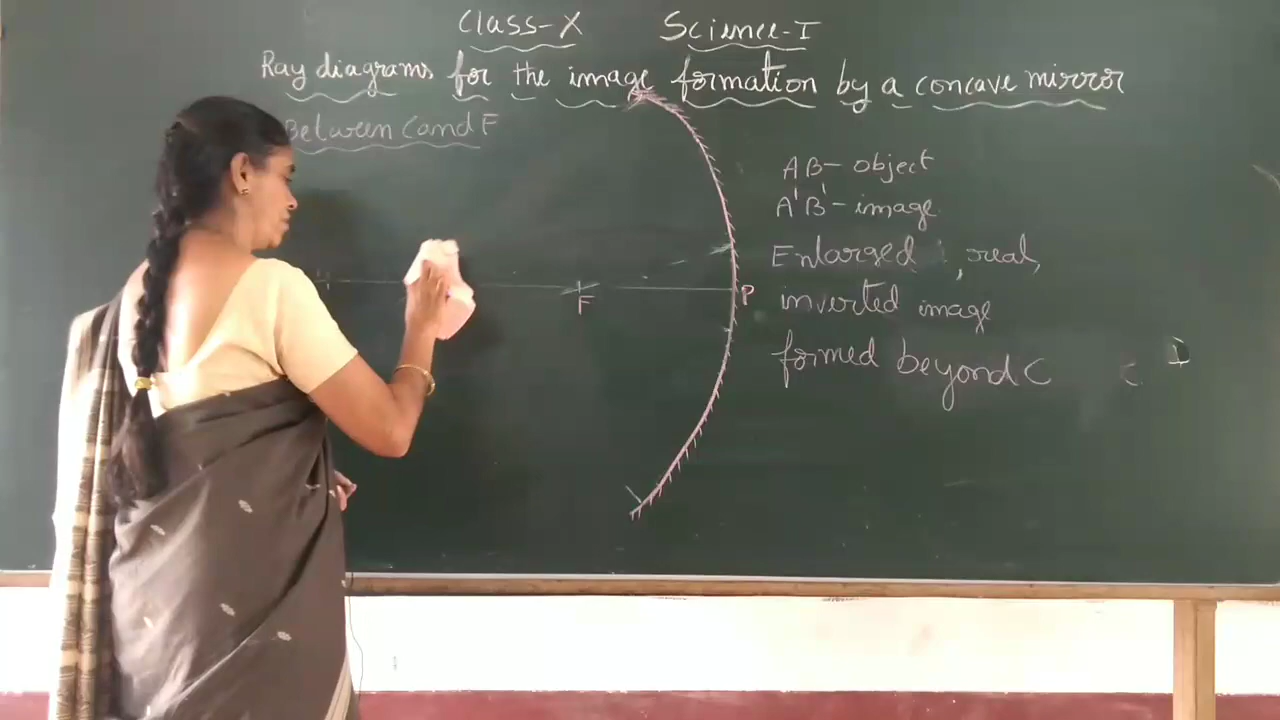 Class-X Science-I
Ray diagrams for the image formation by a concave mirror
Between C and F
AB - object
A'B' - image
Enlarged, real,
inverted image
formed beyond C
F
P